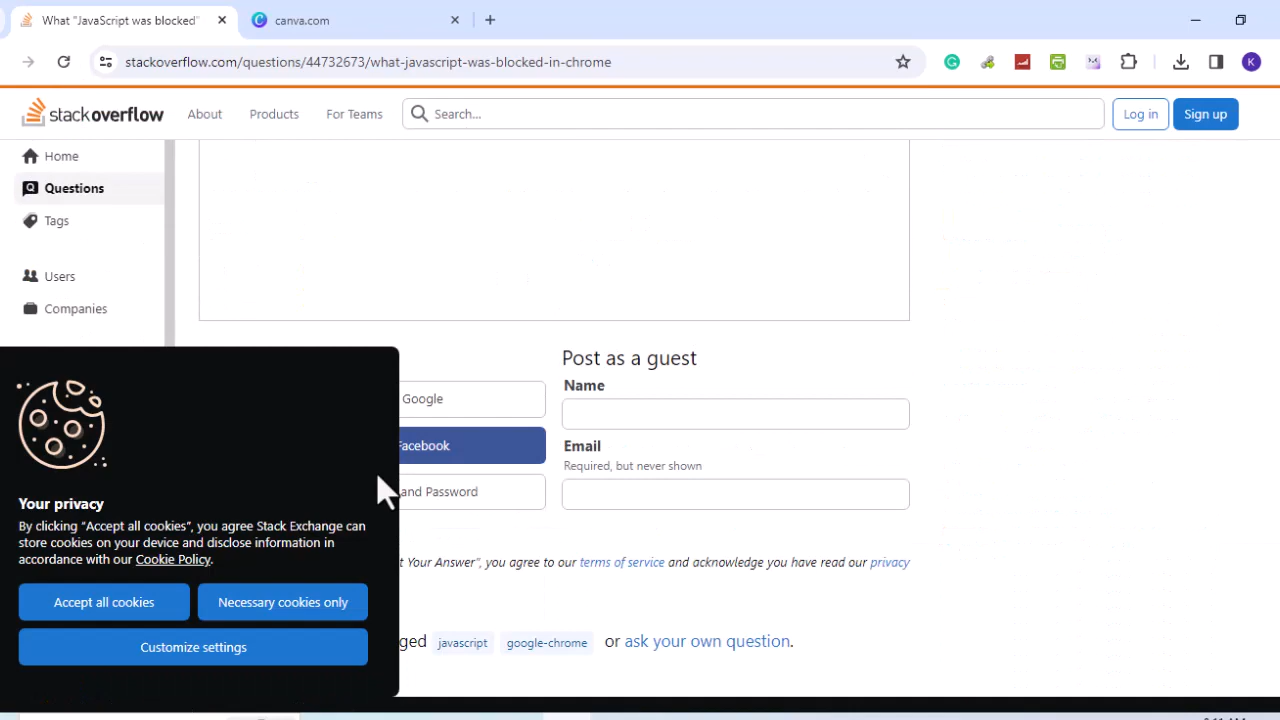 What "JavaScript was blocked"
canva.com
stackoverflow.com/questions/44732673/what-javascript-was-blocked-in-chrome
K
stackoverflow
About
Products
For Teams
Search...
Log in
Sign up
Home
Questions
Tags
Users
Companies
Post as a guest
Name
Google
Facebook
Email
Required, but never shown
and Password
t Your Answer”, you agree to our terms of service and acknowledge you have read our privacy
ged javascript google-chrome or ask your own question.
Your privacy
By clicking “Accept all cookies”, you agree Stack Exchange can
store cookies on your device and disclose information in
accordance with our Cookie Policy.
Accept all cookies
Necessary cookies only
Customize settings